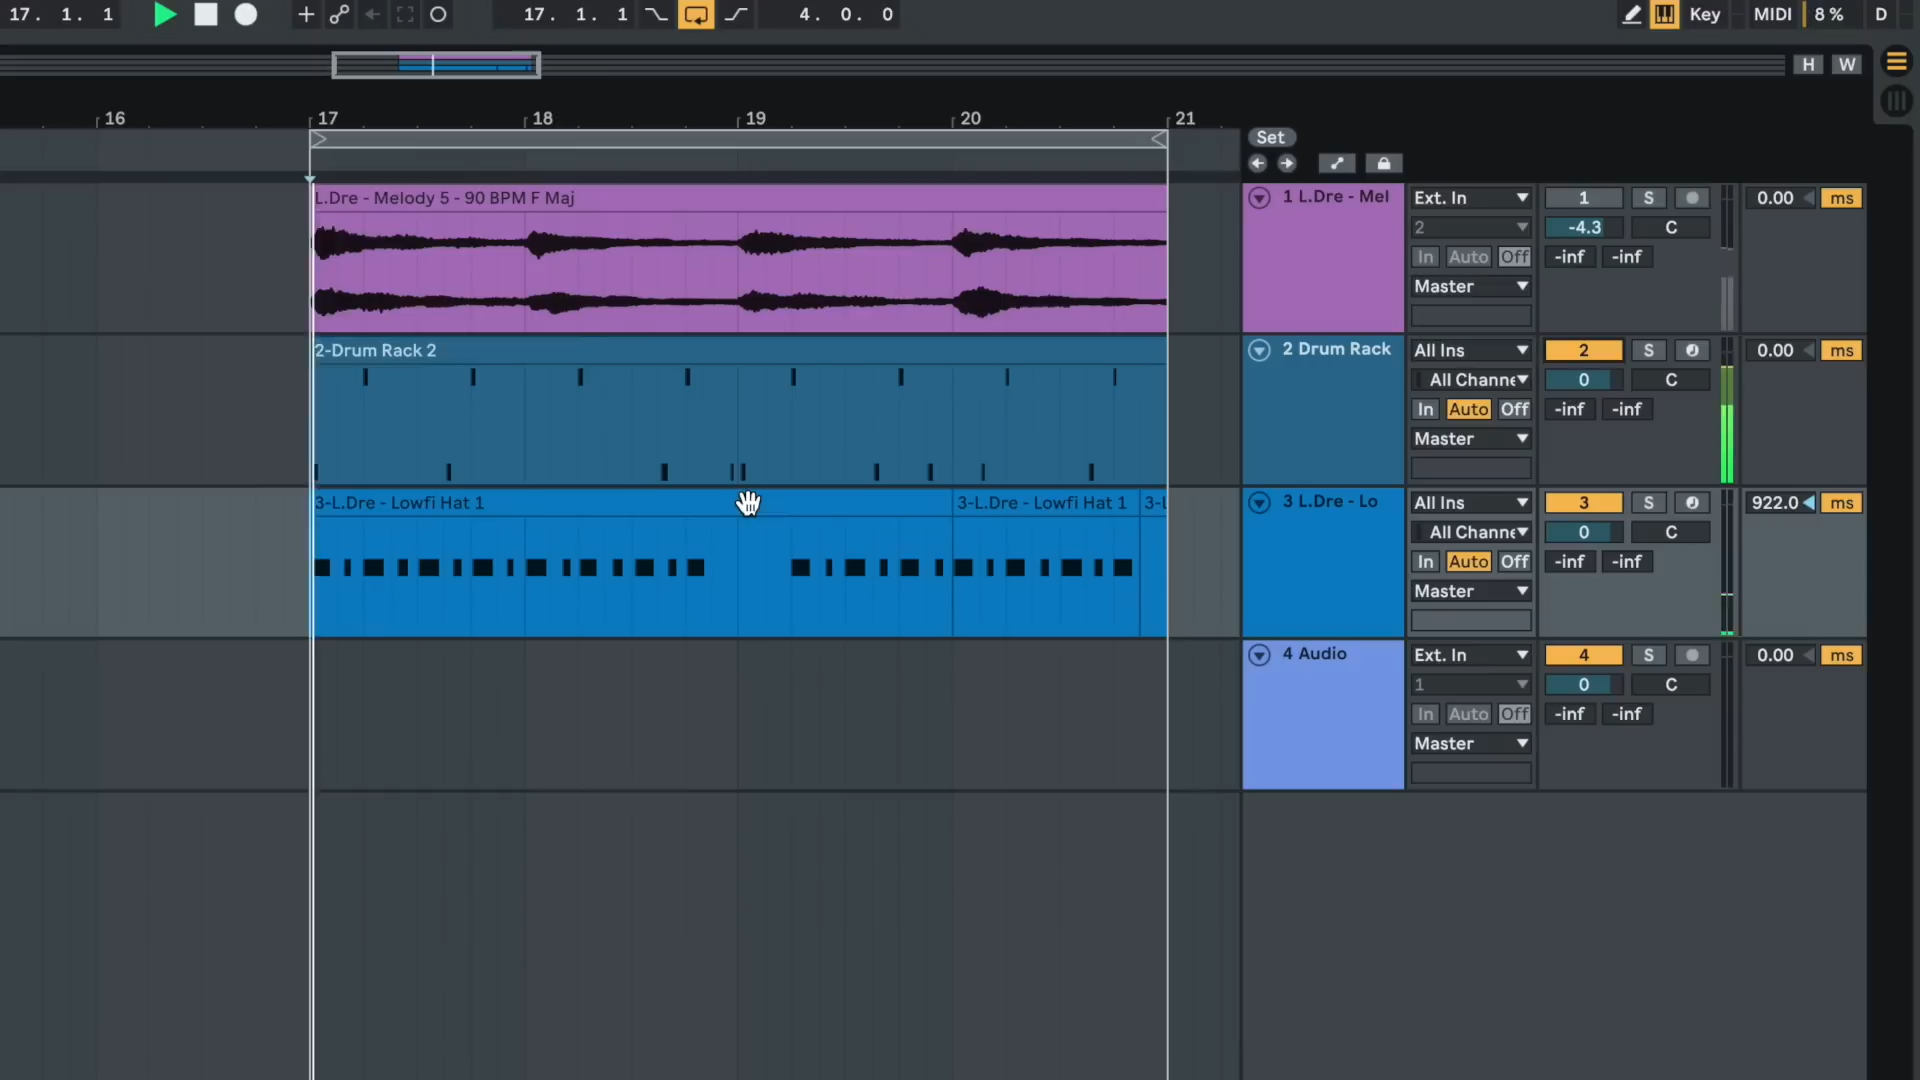 17. 1. 1
17. 1. 1
4. 0. 0
Key
MIDI
8 %
D
H
W
16
17
18
19
20
21
Set
L.Dre - Melody 5 - 90 BPM F Maj
1 L.Dre - Mel
Ext. In
1
S
0.00
ms
2
-4.3
C
In
Auto
Off
-inf
-inf
Master
2-Drum Rack 2
2 Drum Rack
All Ins
2
S
0.00
ms
All Channe
0
C
In
Auto
Off
-inf
-inf
Master
3-L.Dre - Lowfi Hat 1
3-L.Dre - Lowfi Hat 1
3-L
3 L.Dre - Lo
All Ins
3
S
922.0
ms
All Channe
0
C
In
Auto
Off
-inf
-inf
Master
4 Audio
Ext. In
4
S
0.00
ms
1
0
C
In
Auto
Off
-inf
-inf
Master